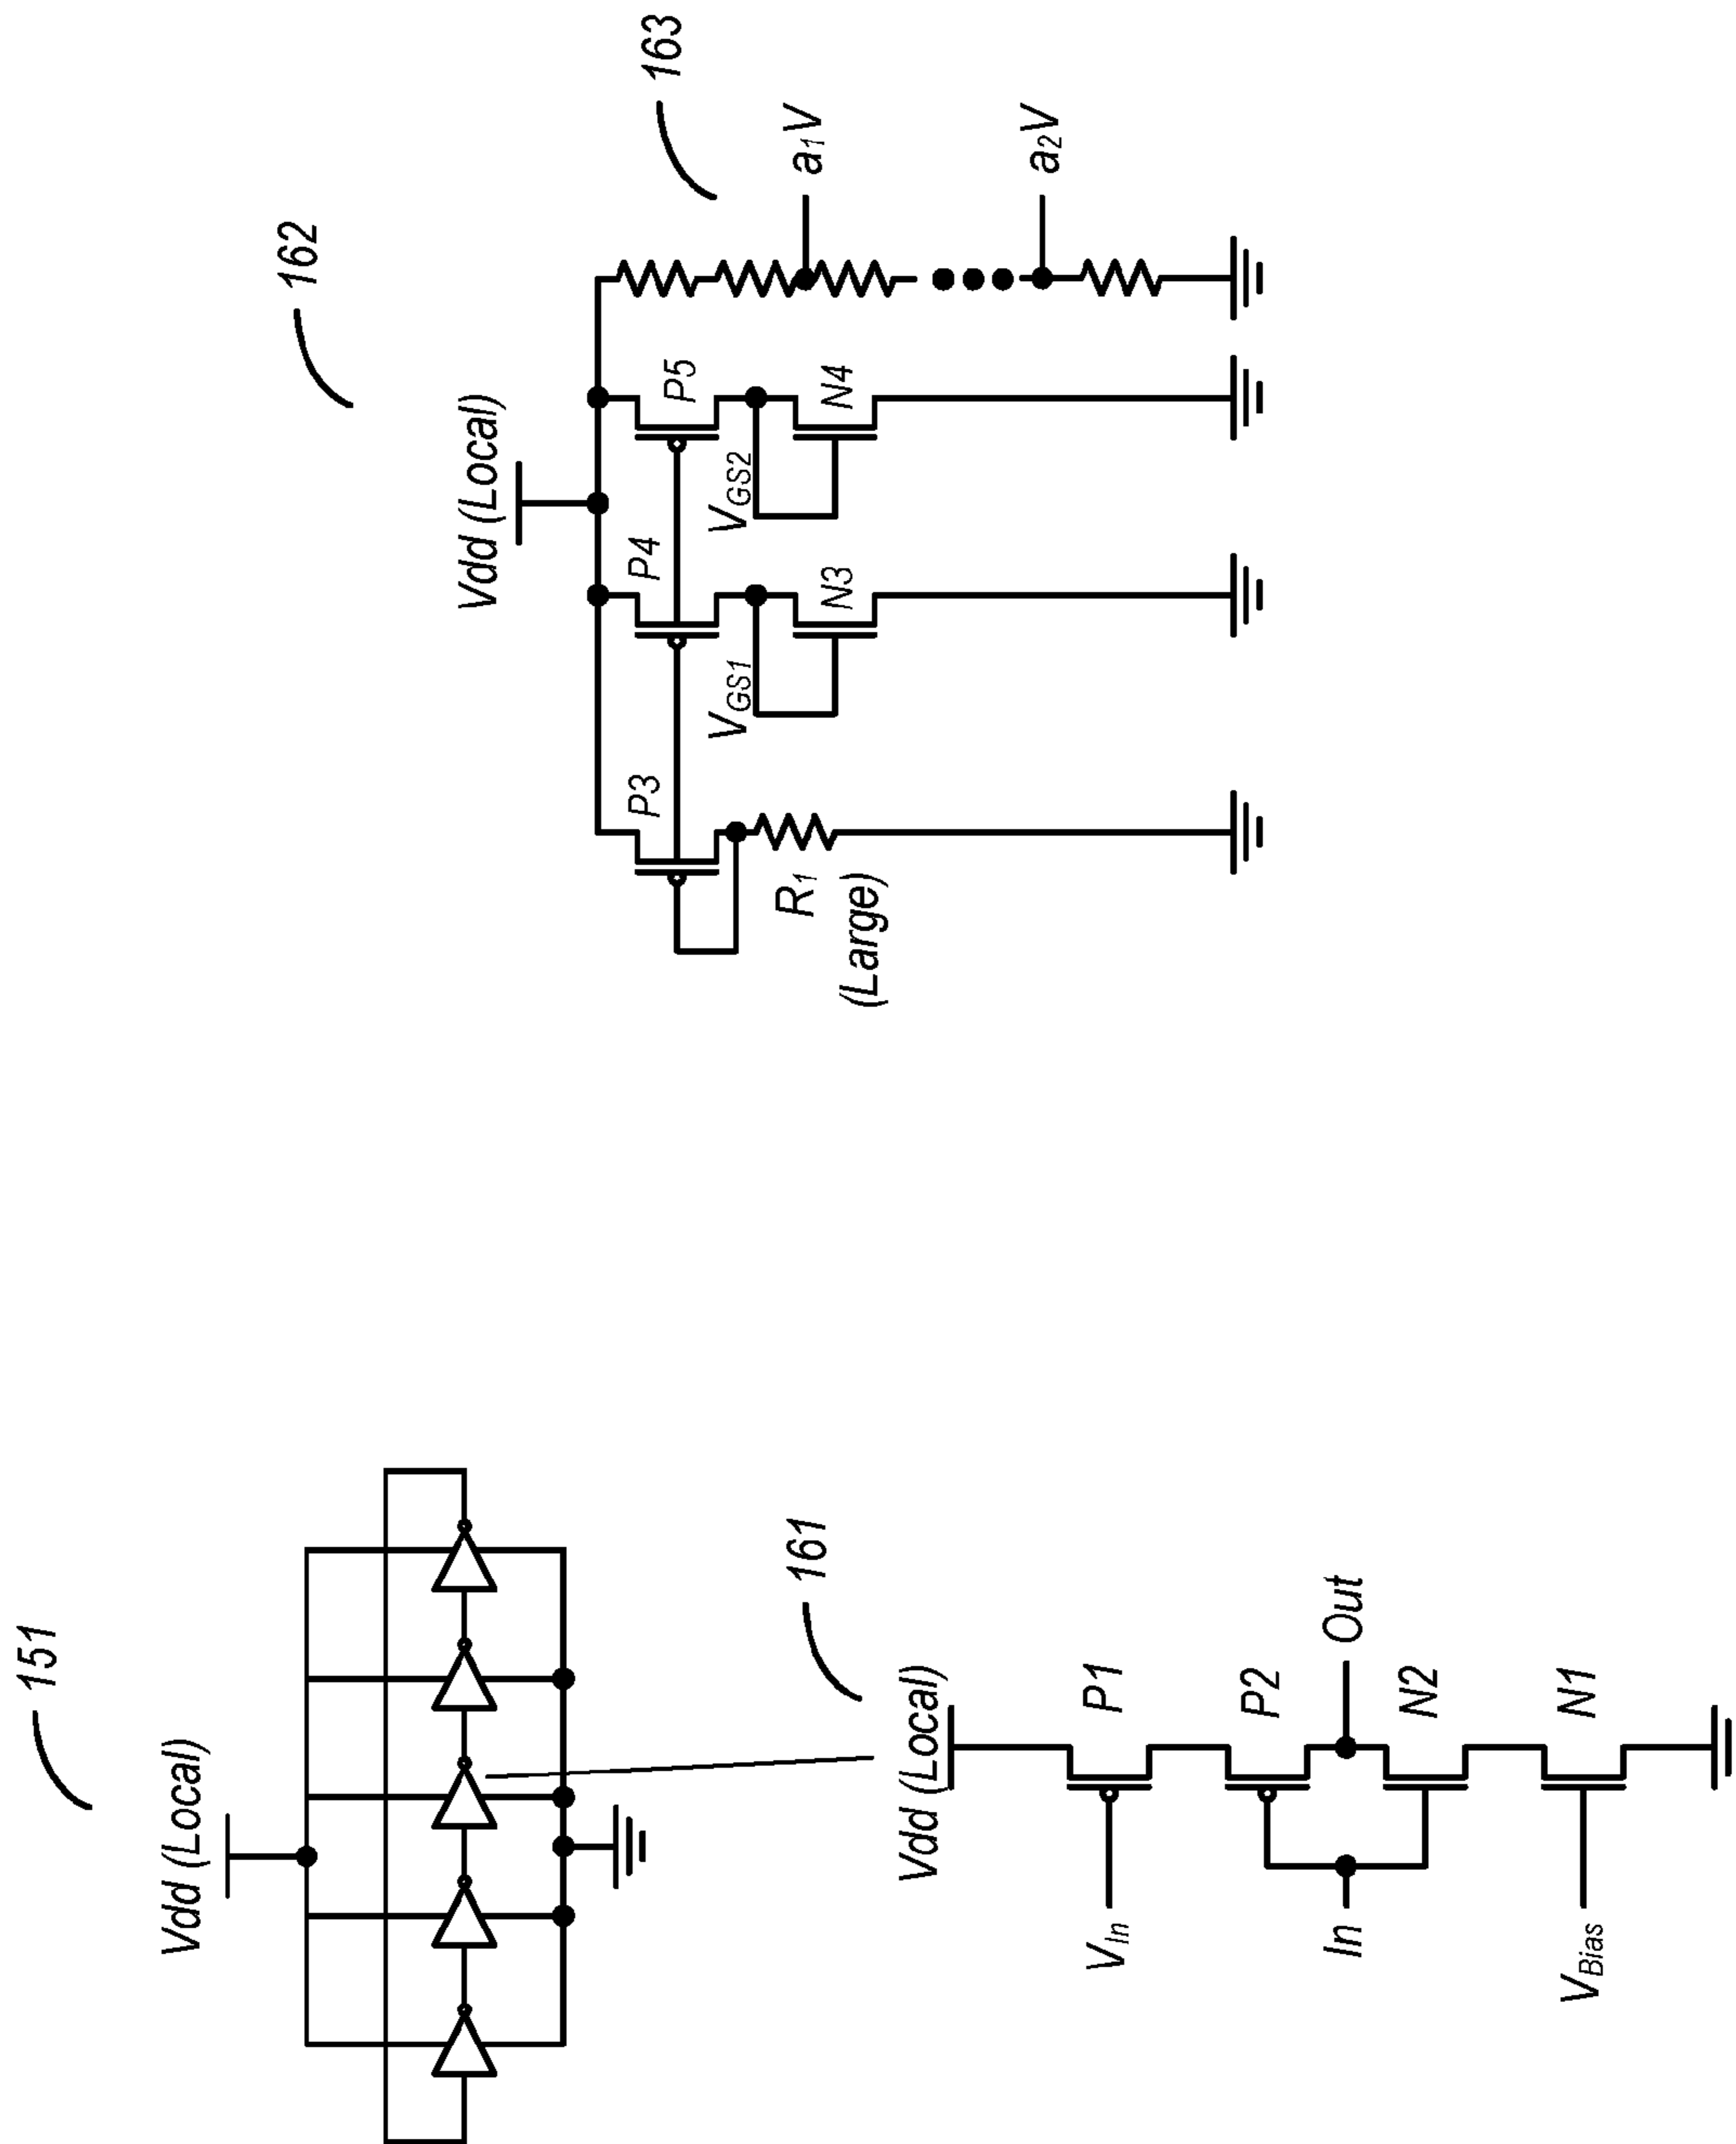 151
Vdd (Local)
161
Vdd (Local)
VIn
P1
P2
In
Out
N2
VBias
N1
162
Vdd (Local)
163
P3
P4
P5
VGS1
VGS2
R1
(Large)
N3
N4
a1V
a2V